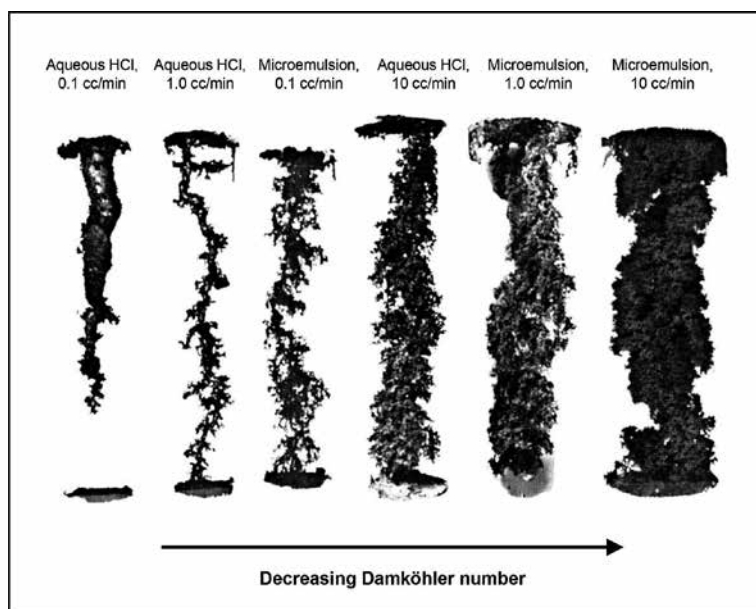 Aqueous HCl,
0.1 cc/min
Aqueous HCl,
1.0 cc/min
Microemulsion,
0.1 cc/min
Aqueous HCl,
10 cc/min
Microemulsion,
1.0 cc/min
Microemulsion,
10 cc/min
Decreasing Damköhler number